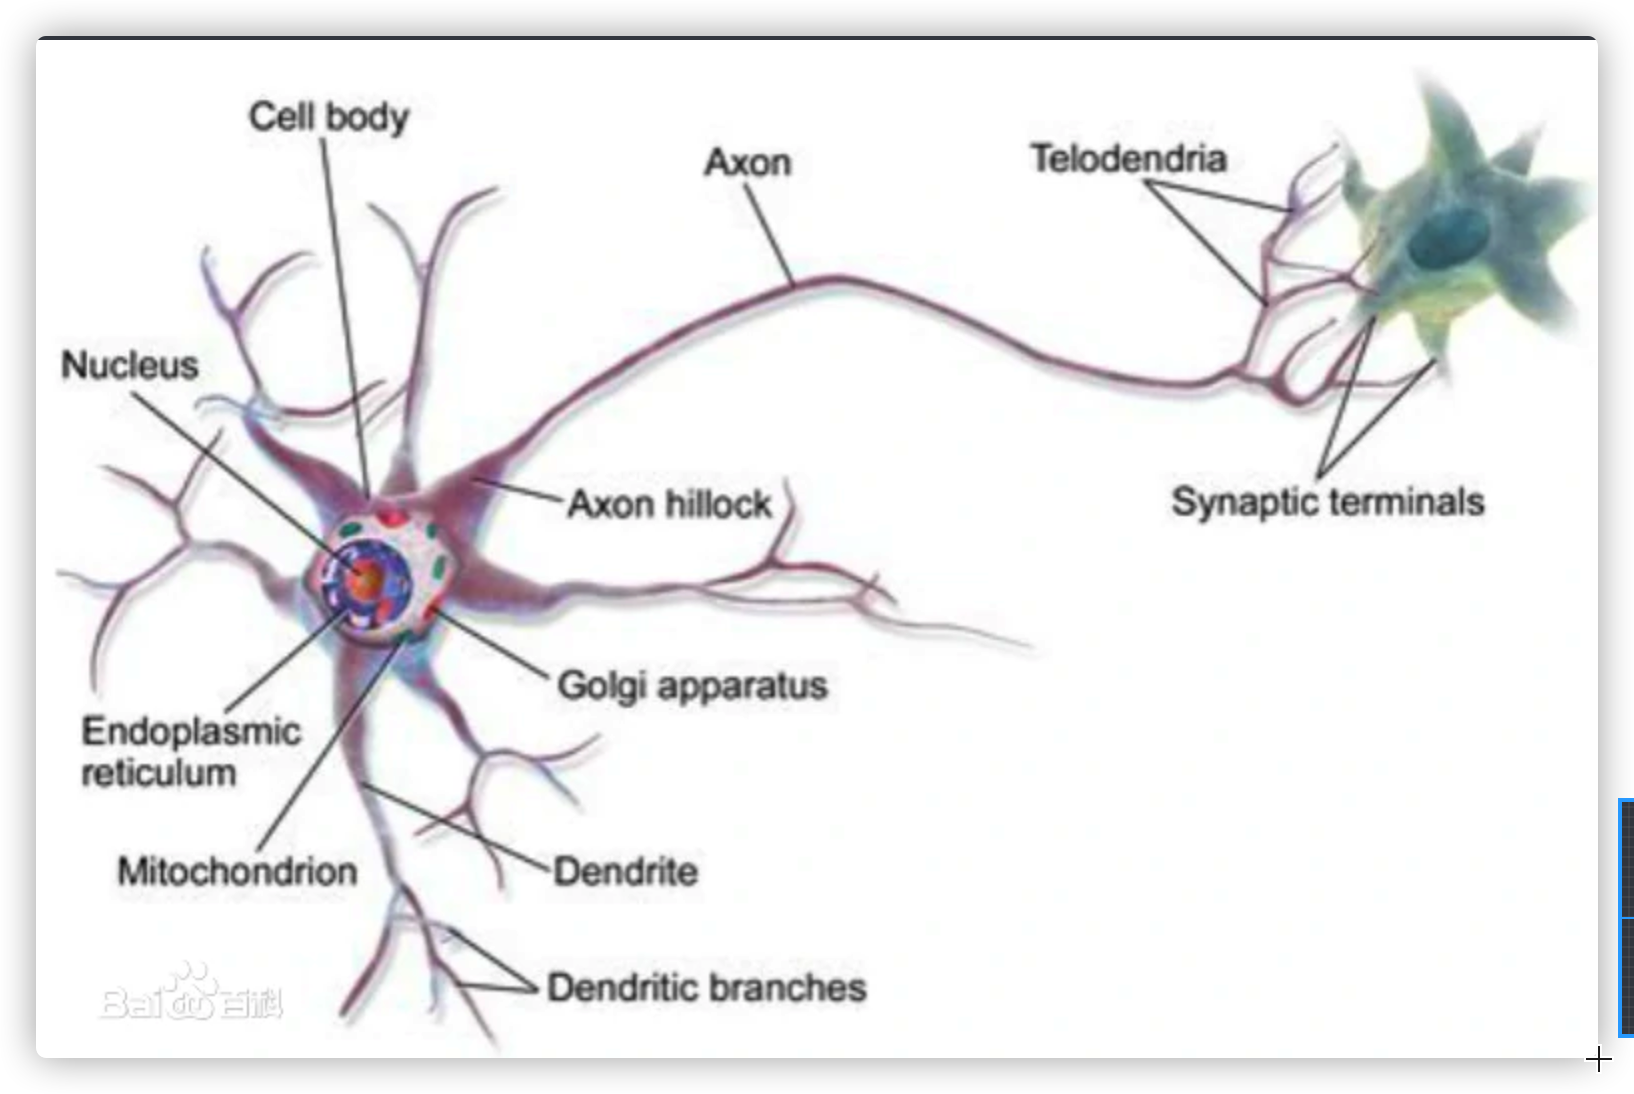 Cell body
Axon
Telodendria
Nucleus
Axon hillock
Synaptic terminals
Golgi apparatus
Endoplasmic
reticulum
Mitochondrion
Dendrite
Dendritic branches
Bai百科